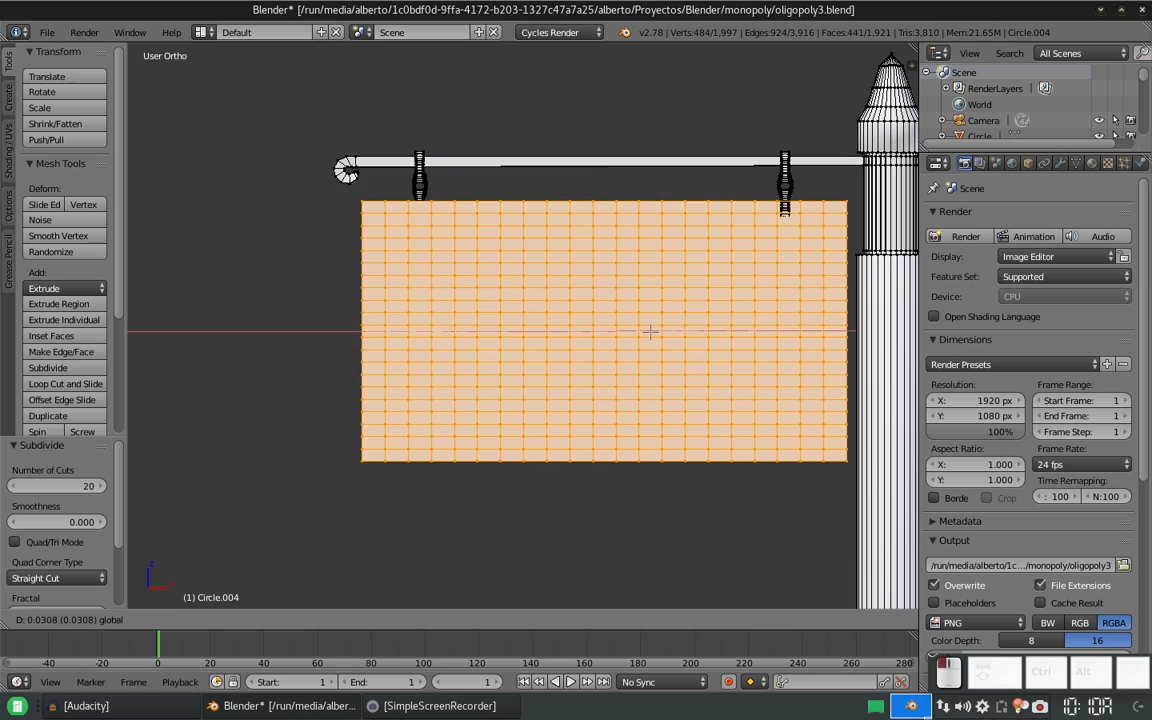 Blender* [/run/media/alberto/1c0bdf0d-9ffa-4172-b203-1327c47a7a25/alberto/Proyectos/Blender/monopoly/oligopoly3.blend]
File Render Window Help Default Scene Cycles Render v2.78 | Verts:484/1,997 | Edges:924/3,916 | Faces:441/1,921 | Tris:3,810 | Mem:21.65M | Circle.004
Tools
Create
Shading / UVs
Options
Grease Pencil
Transform
Translate
Rotate
Scale
Shrink/Fatten
Push/Pull
Mesh Tools
Deform:
Slide Ed Vertex
Noise
Smooth Vertex
Randomize
Add:
Extrude
Extrude Region
Extrude Individual
Inset Faces
Make Edge/Face
Subdivide
Loop Cut and Slide
Offset Edge Slide
Duplicate
Spin Screw
Subdivide
Number of Cuts
20
Smoothness
0.000
Quad/Tri Mode
Quad Corner Type
Straight Cut
Fractal
User Ortho
(1) Circle.004
D: 0.0308 (0.0308) global
View Search All Scenes
Scene
RenderLayers
World
Camera
Circle
Scene
Render
Render Animation Audio
Display: Image Editor
Feature Set: Supported
Device: CPU
Open Shading Language
Dimensions
Render Presets
Resolution: Frame Range:
X: 1920 px Start Frame: 1
Y: 1080 px End Frame: 1
100% Frame Step: 1
Aspect Ratio: Frame Rate:
X: 1.000 24 fps
Y: 1.000 Time Remapping:
Borde Crop : 100 N:100
Metadata
Output
/run/media/alberto/1c.../monopoly/oligopoly3
Overwrite File Extensions
Placeholders Cache Result
PNG BW RGB RGBA
Color Depth: 8 16
-40 -20 0 20 40 60 80 100 120 140 160 180 200 220 240 260 280
View Marker Frame Playback Start: 1 End: 1 1 No Sync
Ctrl Alt
[Audacity] Blender* [/run/media/alber... [SimpleScreenRecorder]